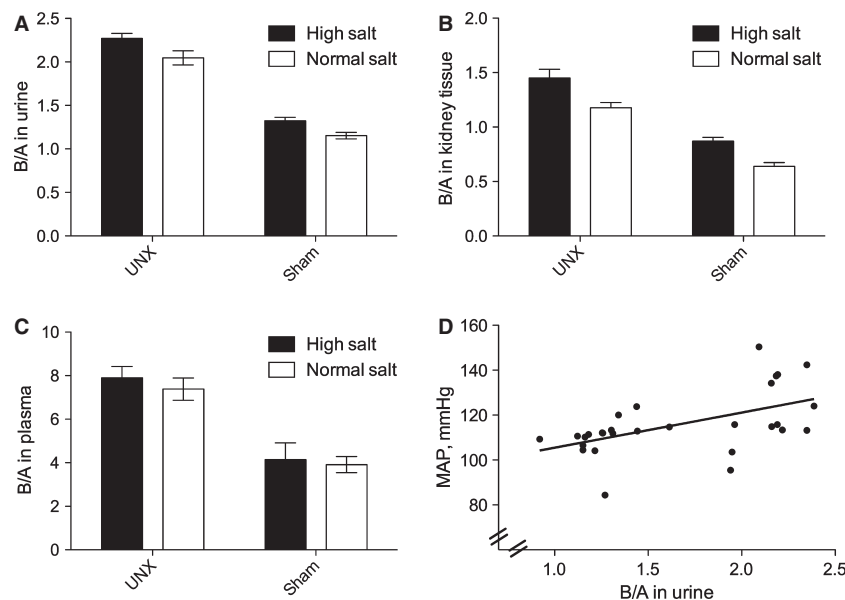 A
B/A in urine
2.5
2.0
1.5
1.0
0.5
0.0
High salt
Normal salt
UNX
Sham
B
B/A in kidney tissue
2.0
1.5
1.0
0.5
0.0
High salt
Normal salt
UNX
Sham
C
B/A in plasma
10
8
6
4
2
0
High salt
Normal salt
UNX
Sham
D
MAP, mmHg
160
140
120
100
80
1.0
1.5
2.0
2.5
B/A in urine